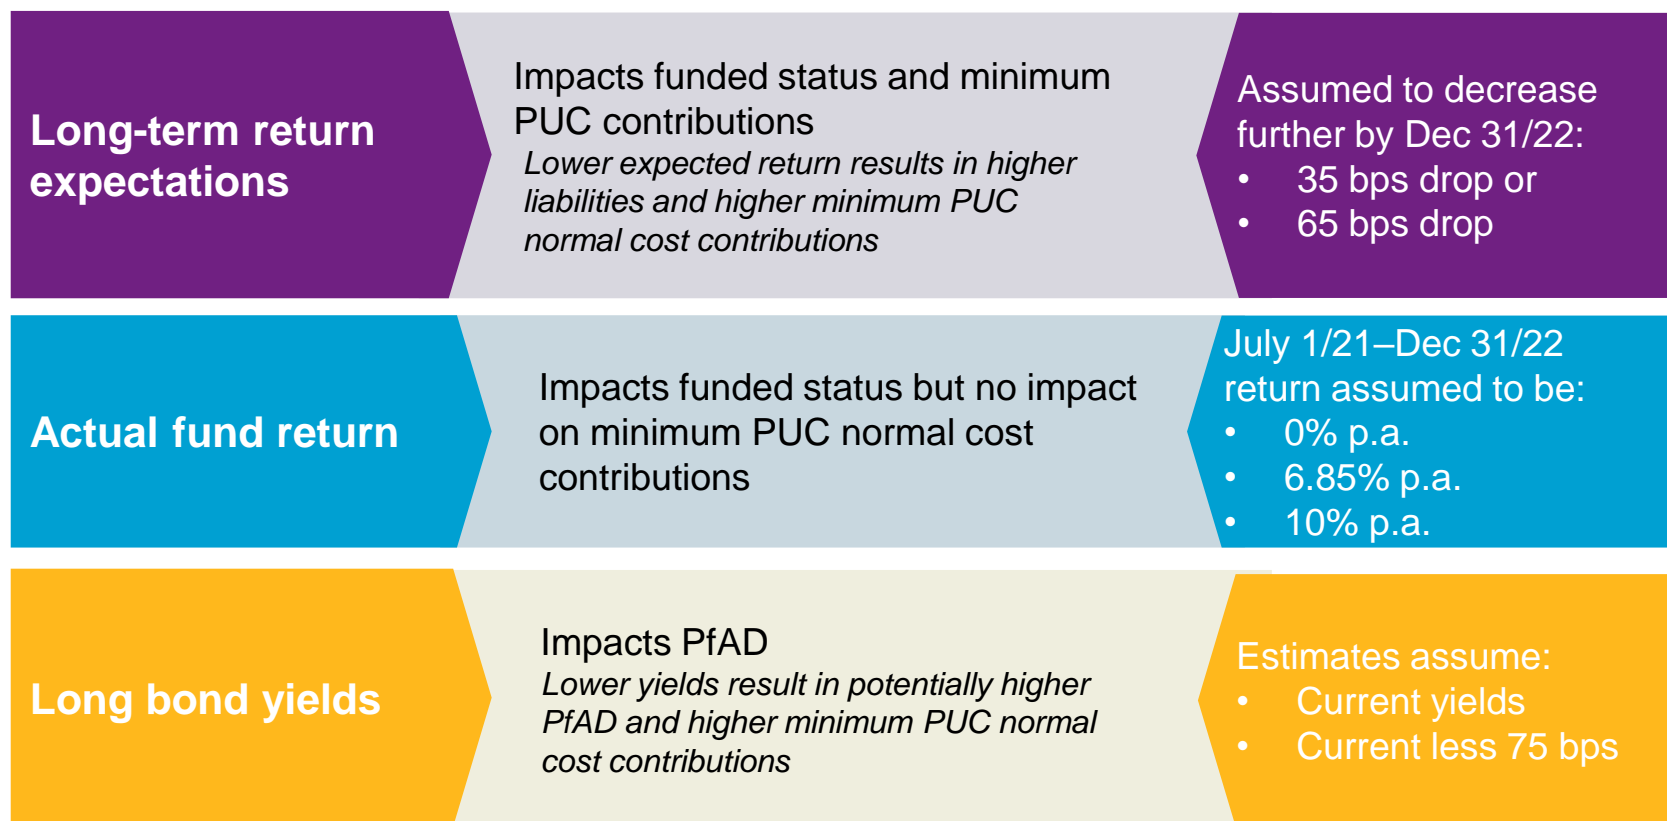 Long-term return
expectations
Impacts funded status and minimum
PUC contributions
Lower expected return results in higher
liabilities and higher minimum PUC
normal cost contributions
Assumed to decrease
further by Dec 31/22:
• 35 bps drop or
• 65 bps drop
Actual fund return
Impacts funded status but no impact
on minimum PUC normal cost
contributions
July 1/21–Dec 31/22
return assumed to be:
• 0% p.a.
• 6.85% p.a.
• 10% p.a.
Long bond yields
Impacts PfAD
Lower yields result in potentially higher
PfAD and higher minimum PUC normal
cost contributions
Estimates assume:
• Current yields
• Current less 75 bps